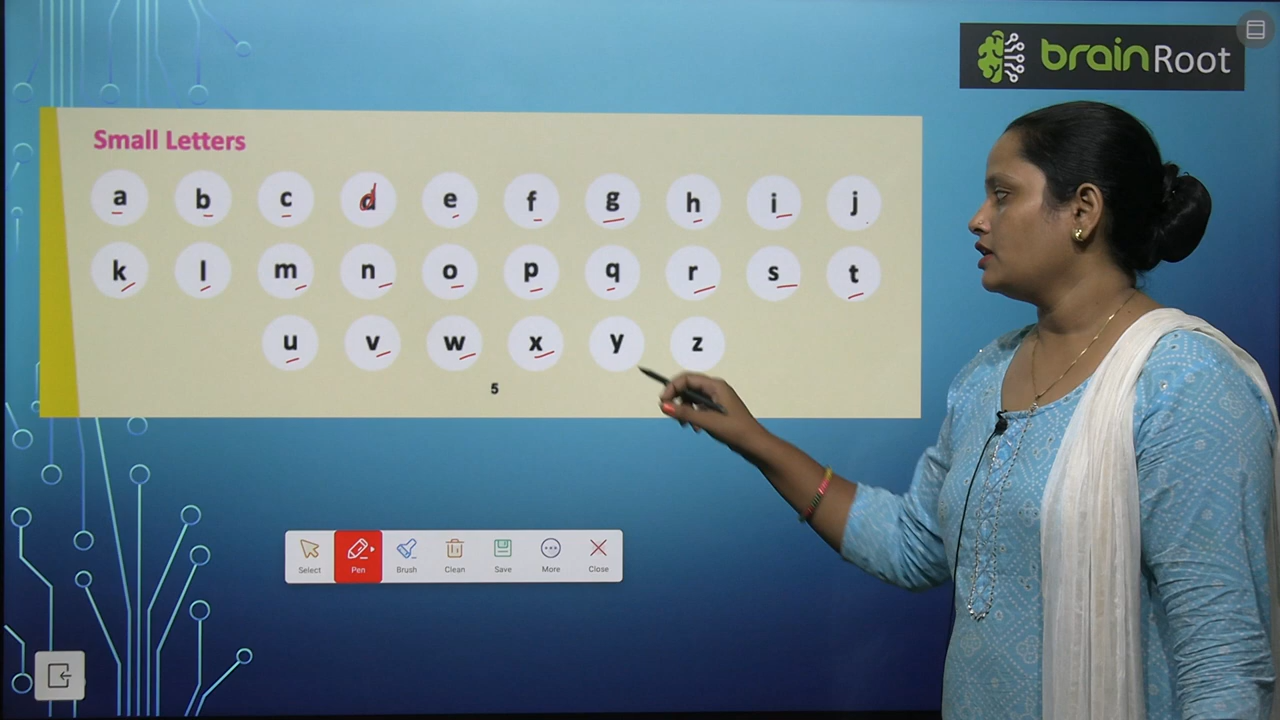 brainRoot
Small Letters
a b c d e f g h i j
k l m n o p q r s t
u v w x y z
5
Select Pen Brush Clean Save More Close